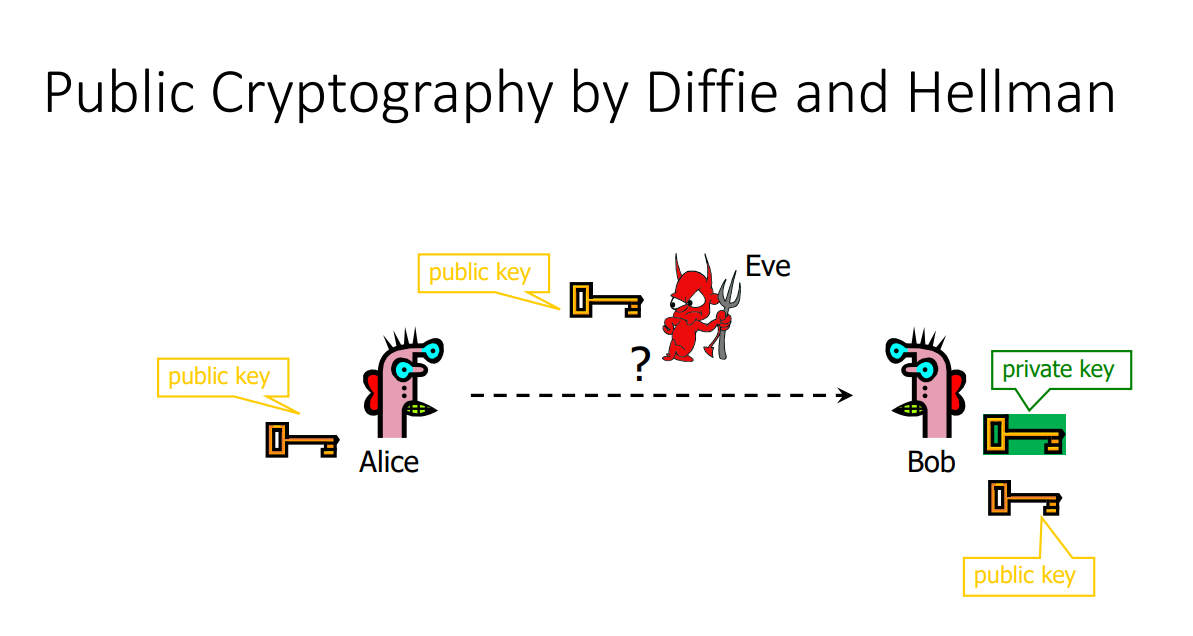 Public Cryptography by Diffie and Hellman
public key
Eve
?
public key
private key
Alice
Bob
public key